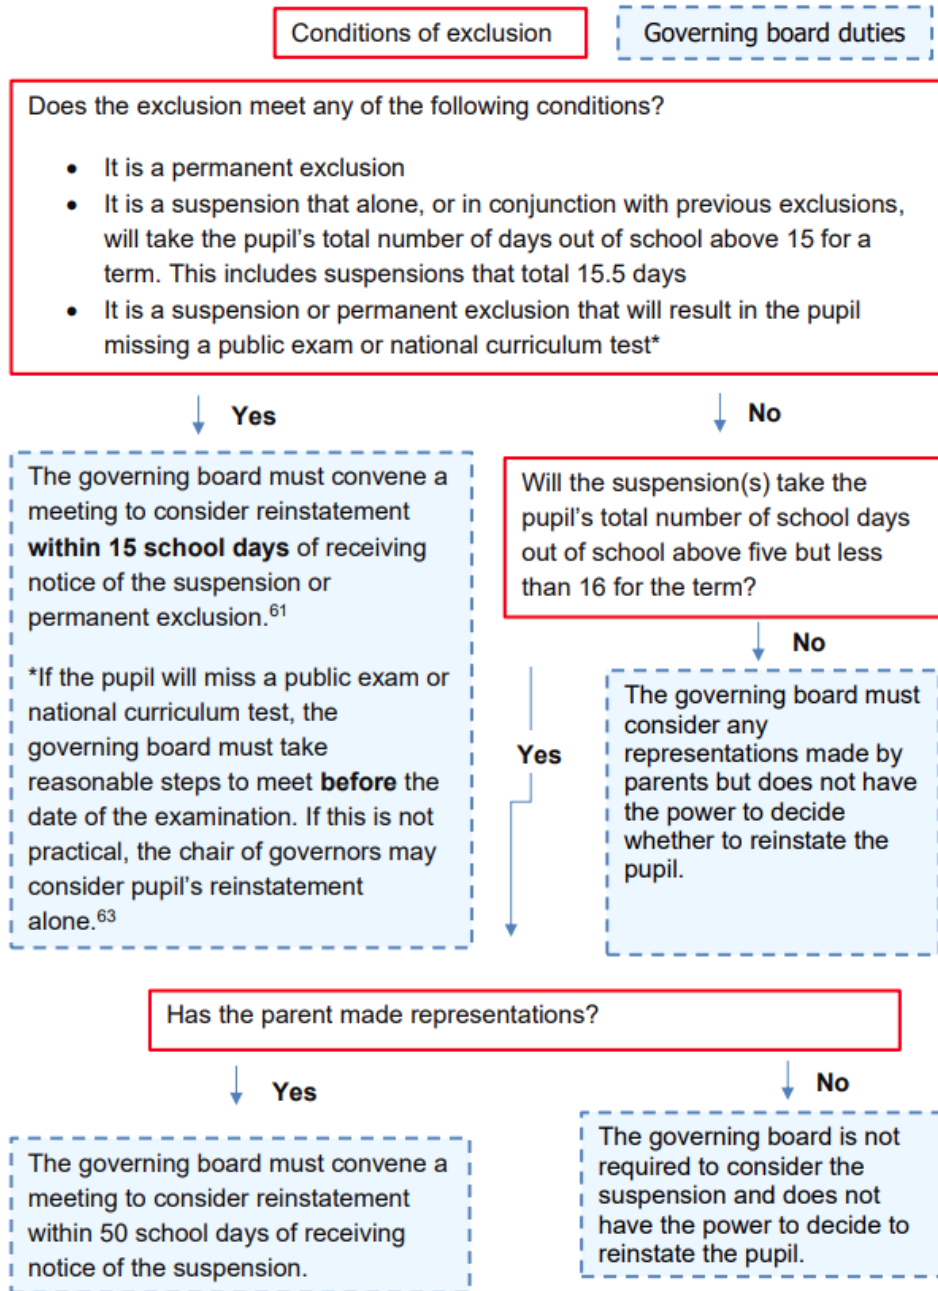 Conditions of exclusion
Governing board duties
Does the exclusion meet any of the following conditions?
• It is a permanent exclusion
• It is a suspension that alone, or in conjunction with previous exclusions,
will take the pupil's total number of days out of school above 15 for a
term. This includes suspensions that total 15.5 days
• It is a suspension or permanent exclusion that will result in the pupil
missing a public exam or national curriculum test*
Yes
No
The governing board must convene a
meeting to consider reinstatement
within 15 school days of receiving
notice of the suspension or
permanent exclusion.61
*If the pupil will miss a public exam or
national curriculum test, the
governing board must take
reasonable steps to meet before the
date of the examination. If this is not
practical, the chair of governors may
consider pupil's reinstatement
alone.63
Will the suspension(s) take the
pupil's total number of school days
out of school above five but less
than 16 for the term?
No
Yes
The governing board must
consider any
representations made by
parents but does not have
the power to decide
whether to reinstate the
pupil.
Has the parent made representations?
Yes
No
The governing board must convene a
meeting to consider reinstatement
within 50 school days of receiving
notice of the suspension.
The governing board is not
required to consider the
suspension and does not
have the power to decide to
reinstate the pupil.